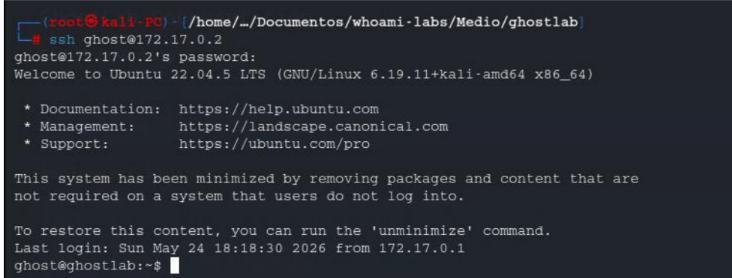 ┌──(root㉿kali-PC)-[/home/…/Documentos/whoami-labs/Medio/ghostlab]
└─# ssh ghost@172.17.0.2
ghost@172.17.0.2's password:
Welcome to Ubuntu 22.04.5 LTS (GNU/Linux 6.19.11+kali-amd64 x86_64)
* Documentation:  https://help.ubuntu.com
* Management:     https://landscape.canonical.com
* Support:        https://ubuntu.com/pro
This system has been minimized by removing packages and content that are
not required on a system that users do not log into.
To restore this content, you can run the 'unminimize' command.
Last login: Sun May 24 18:18:30 2026 from 172.17.0.1
ghost@ghostlab:~$